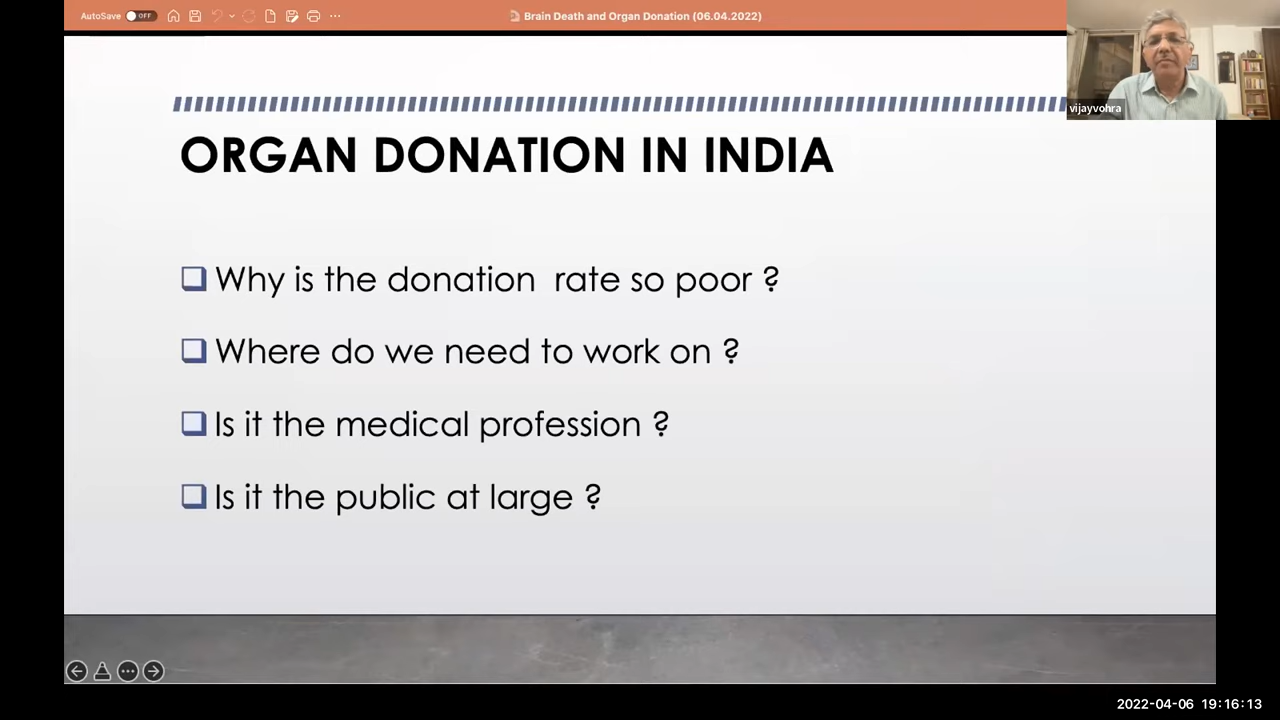 AutoSave OFF
Brain Death and Organ Donation (06.04.2022)
vijayvohra
ORGAN DONATION IN INDIA
Why is the donation  rate so poor ?
Where do we need to work on ?
Is it the medical profession ?
Is it the public at large ?
2022-04-06 19:16:13